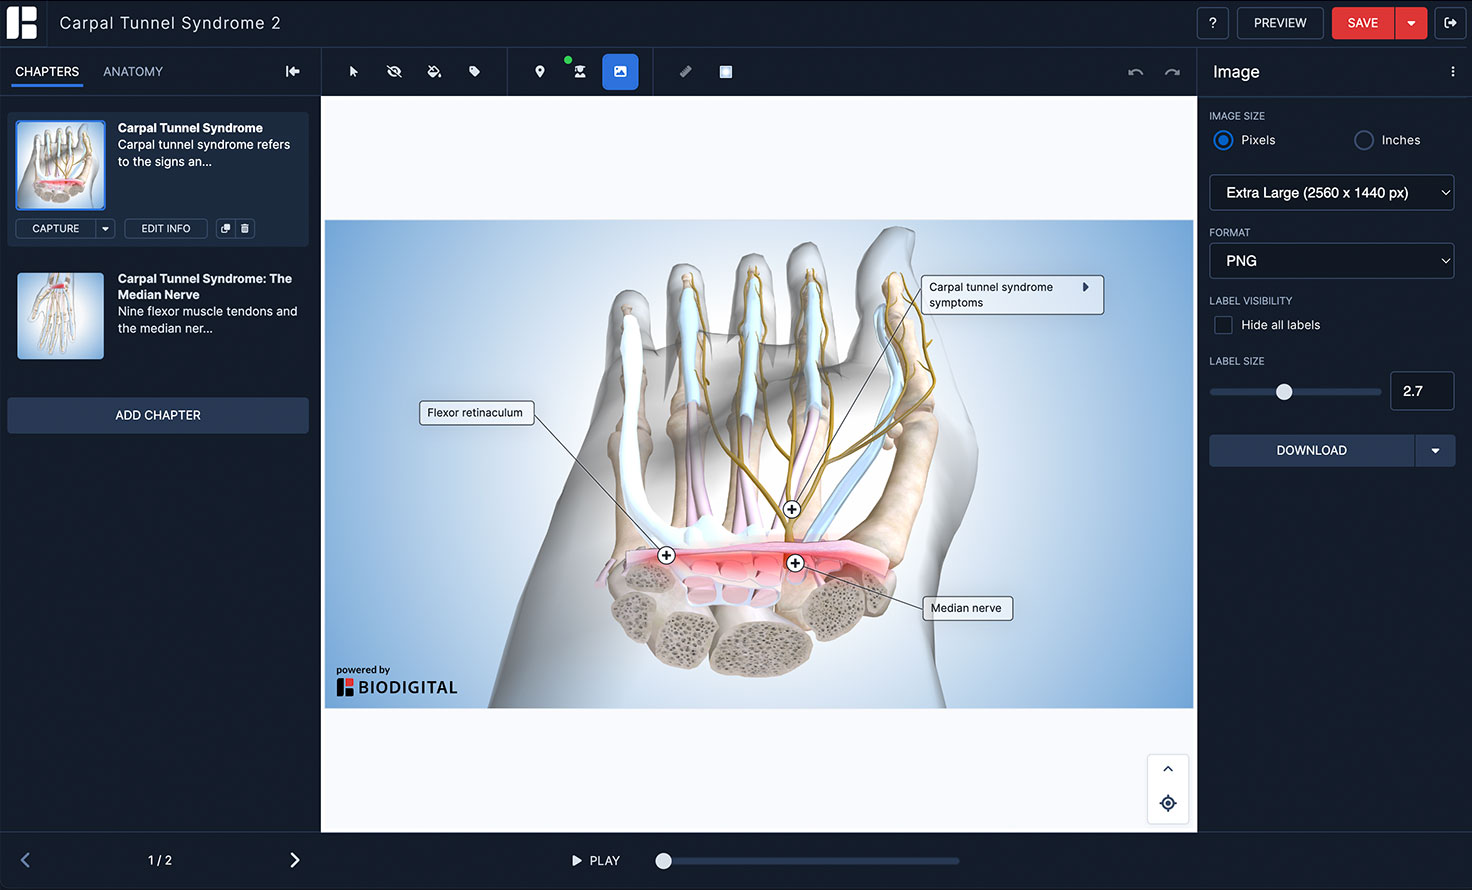 Carpal Tunnel Syndrome 2
?
PREVIEW
SAVE
CHAPTERS
ANATOMY
Carpal Tunnel Syndrome
Carpal tunnel syndrome refers
to the signs an...
CAPTURE
EDIT INFO
Carpal Tunnel Syndrome: The
Median Nerve
Nine flexor muscle tendons and
the median ner...
ADD CHAPTER
Carpal tunnel syndrome
symptoms
Flexor retinaculum
Median nerve
powered by
BIODIGITAL
Image
IMAGE SIZE
Pixels
Inches
Extra Large (2560 x 1440 px)
FORMAT
PNG
LABEL VISIBILITY
Hide all labels
LABEL SIZE
2.7
DOWNLOAD
1 / 2
PLAY